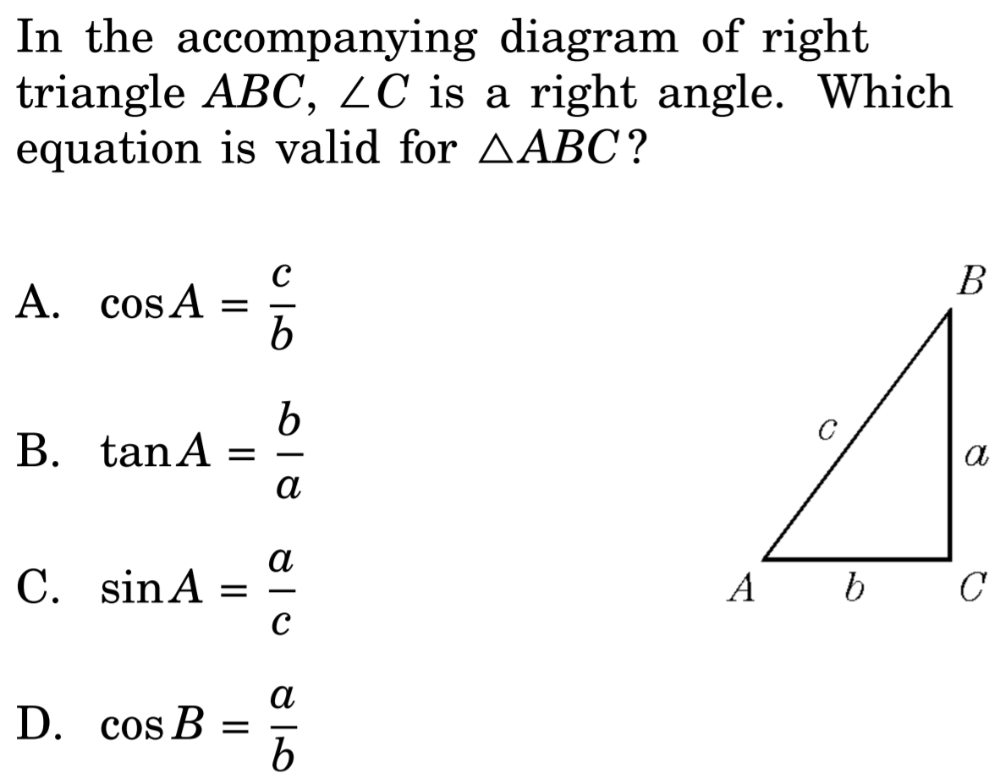 In the accompanying diagram of right
triangle ABC, ∠C is a right angle. Which
equation is valid for △ABC?
A. cos A = c/b
B. tan A = b/a
C. sin A = a/c
D. cos B = a/b
B
c
a
A b C